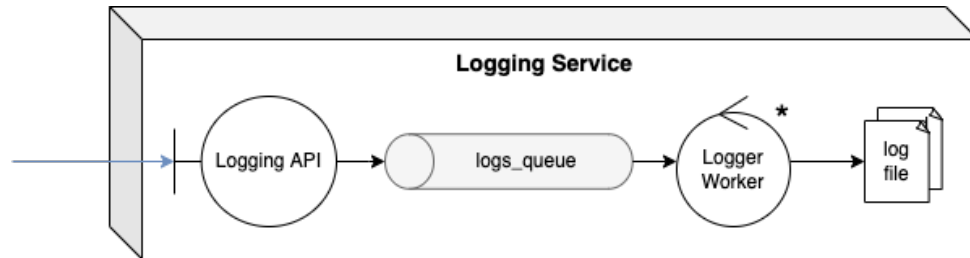 Logging Service
Logging API
logs_queue
*
Logger
Worker
log
file